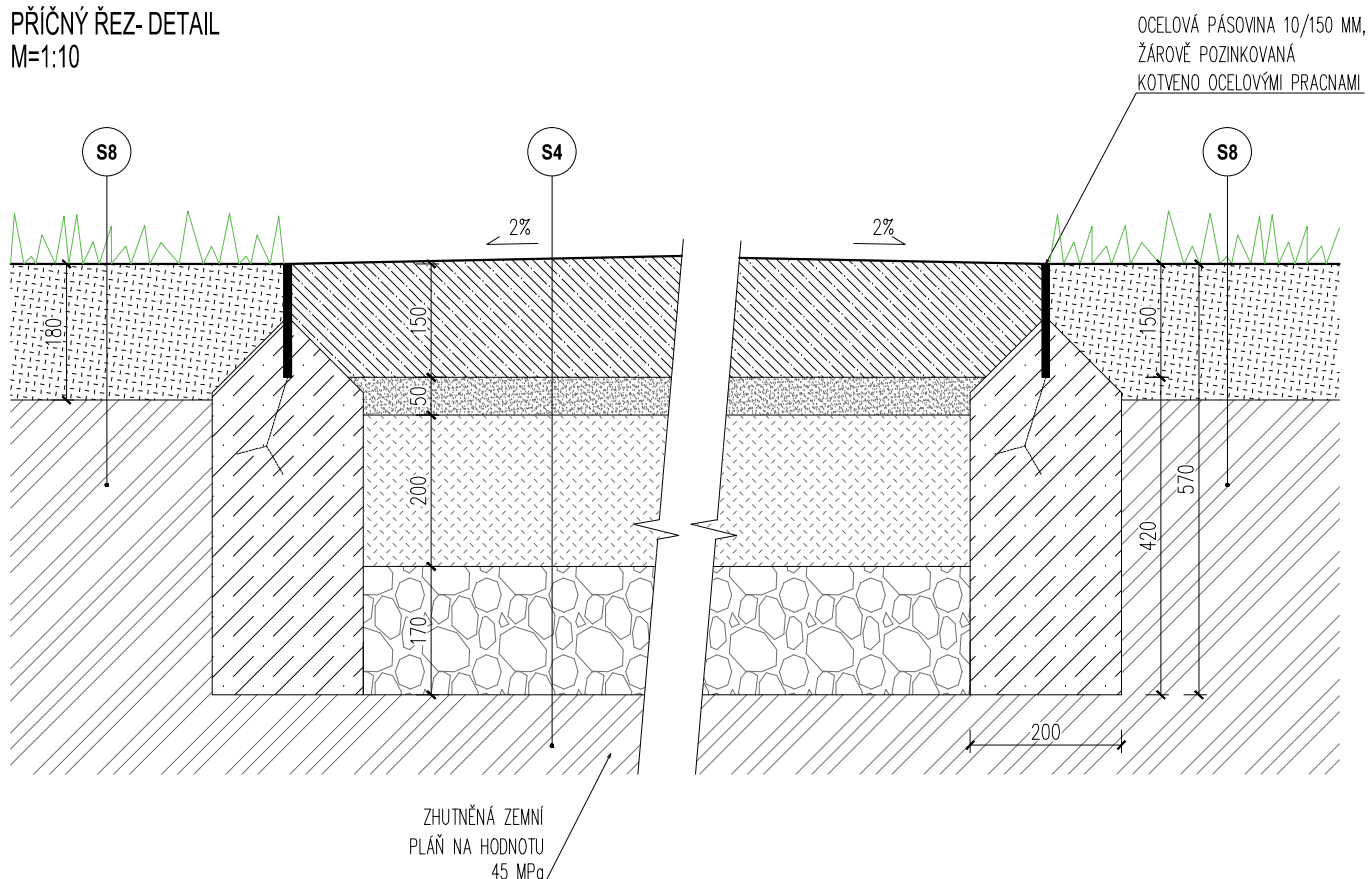 PŘÍČNÝ ŘEZ- DETAIL
M=1:10
OCELOVÁ PÁSOVINA 10/150 MM,
ŽÁROVĚ POZINKOVANÁ
KOTVENO OCELOVÝMI PRACNAMI
S8
S4
S8
2%
2%
180
150
50
200
170
150
420
570
200
ZHUTNĚNÁ ZEMNÍ
PLÁŇ NA HODNOTU
45 MPa